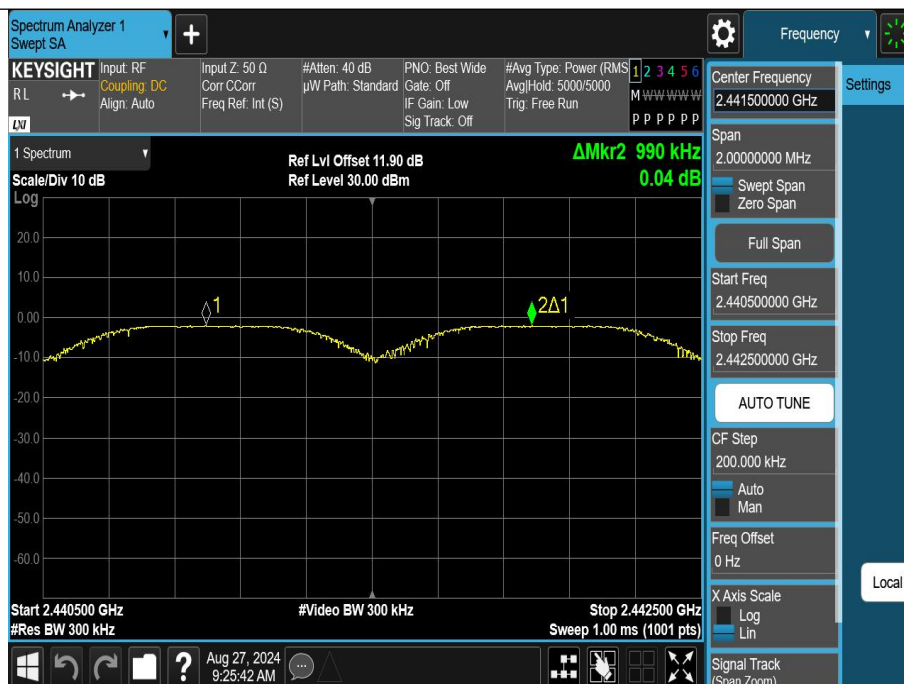 Spectrum Analyzer 1
Swept SA
+
Frequency
KEYSIGHT
R L
LXI
Input: RF
Coupling: DC
Align: Auto
Input Z: 50 Ω
Corr CCorr
Freq Ref: Int (S)
#Atten: 40 dB
µW Path: Standard
PNO: Best Wide
Gate: Off
IF Gain: Low
Sig Track: Off
#Avg Type: Power (RMS
Avg|Hold: 5000/5000
Trig: Free Run
1 2 3 4 5 6
M W W W W W
P P P P P P
1 Spectrum
Scale/Div 10 dB
Log
Ref Lvl Offset 11.90 dB
Ref Level 30.00 dBm
ΔMkr2 990 kHz
0.04 dB
20.0
10.0
0.00
-10.0
-20.0
-30.0
-40.0
-50.0
-60.0
1
2Δ1
Start 2.440500 GHz
#Res BW 300 kHz
#Video BW 300 kHz
Stop 2.442500 GHz
Sweep 1.00 ms (1001 pts)
?
Aug 27, 2024
9:25:42 AM
Center Frequency
2.441500000 GHz
Span
2.00000000 MHz
Swept Span
Zero Span
Full Span
Start Freq
2.440500000 GHz
Stop Freq
2.442500000 GHz
AUTO TUNE
CF Step
200.000 kHz
Auto
Man
Freq Offset
0 Hz
X Axis Scale
Log
Lin
Signal Track
(Span Zoom)
Settings
Local